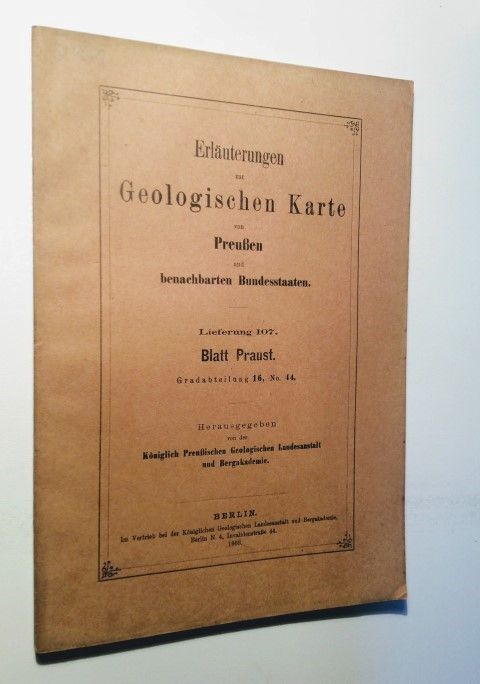 Erläuterungen
zur
Geologischen Karte
von
Preußen
und
benachbarten Bundesstaaten.
Lieferung 107.
Blatt Praust.
Gradabteilung 16, No. 44.
Herausgegeben
von der
Königlich Preußischen Geologischen Landesanstalt
und Bergakademie.
BERLIN.
Im Vertrieb bei der Königlichen Geologischen Landesanstalt und Bergakademie,
Berlin N. 4, Invalidenstraße 44.